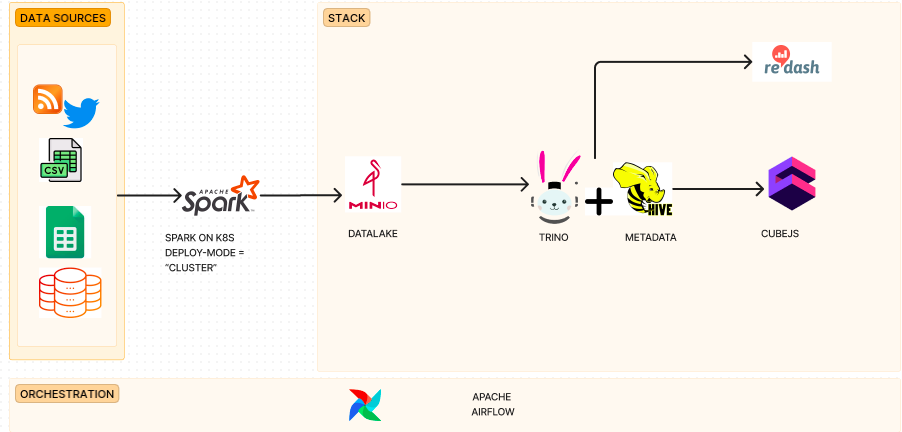 DATA SOURCES
STACK
re:dash
CSV
APACHE
Spark
MINIO
HIVE
SPARK ON K8S
DEPLOY-MODE =
“CLUSTER”
DATALAKE
TRINO
METADATA
CUBEJS
ORCHESTRATION
APACHE
AIRFLOW